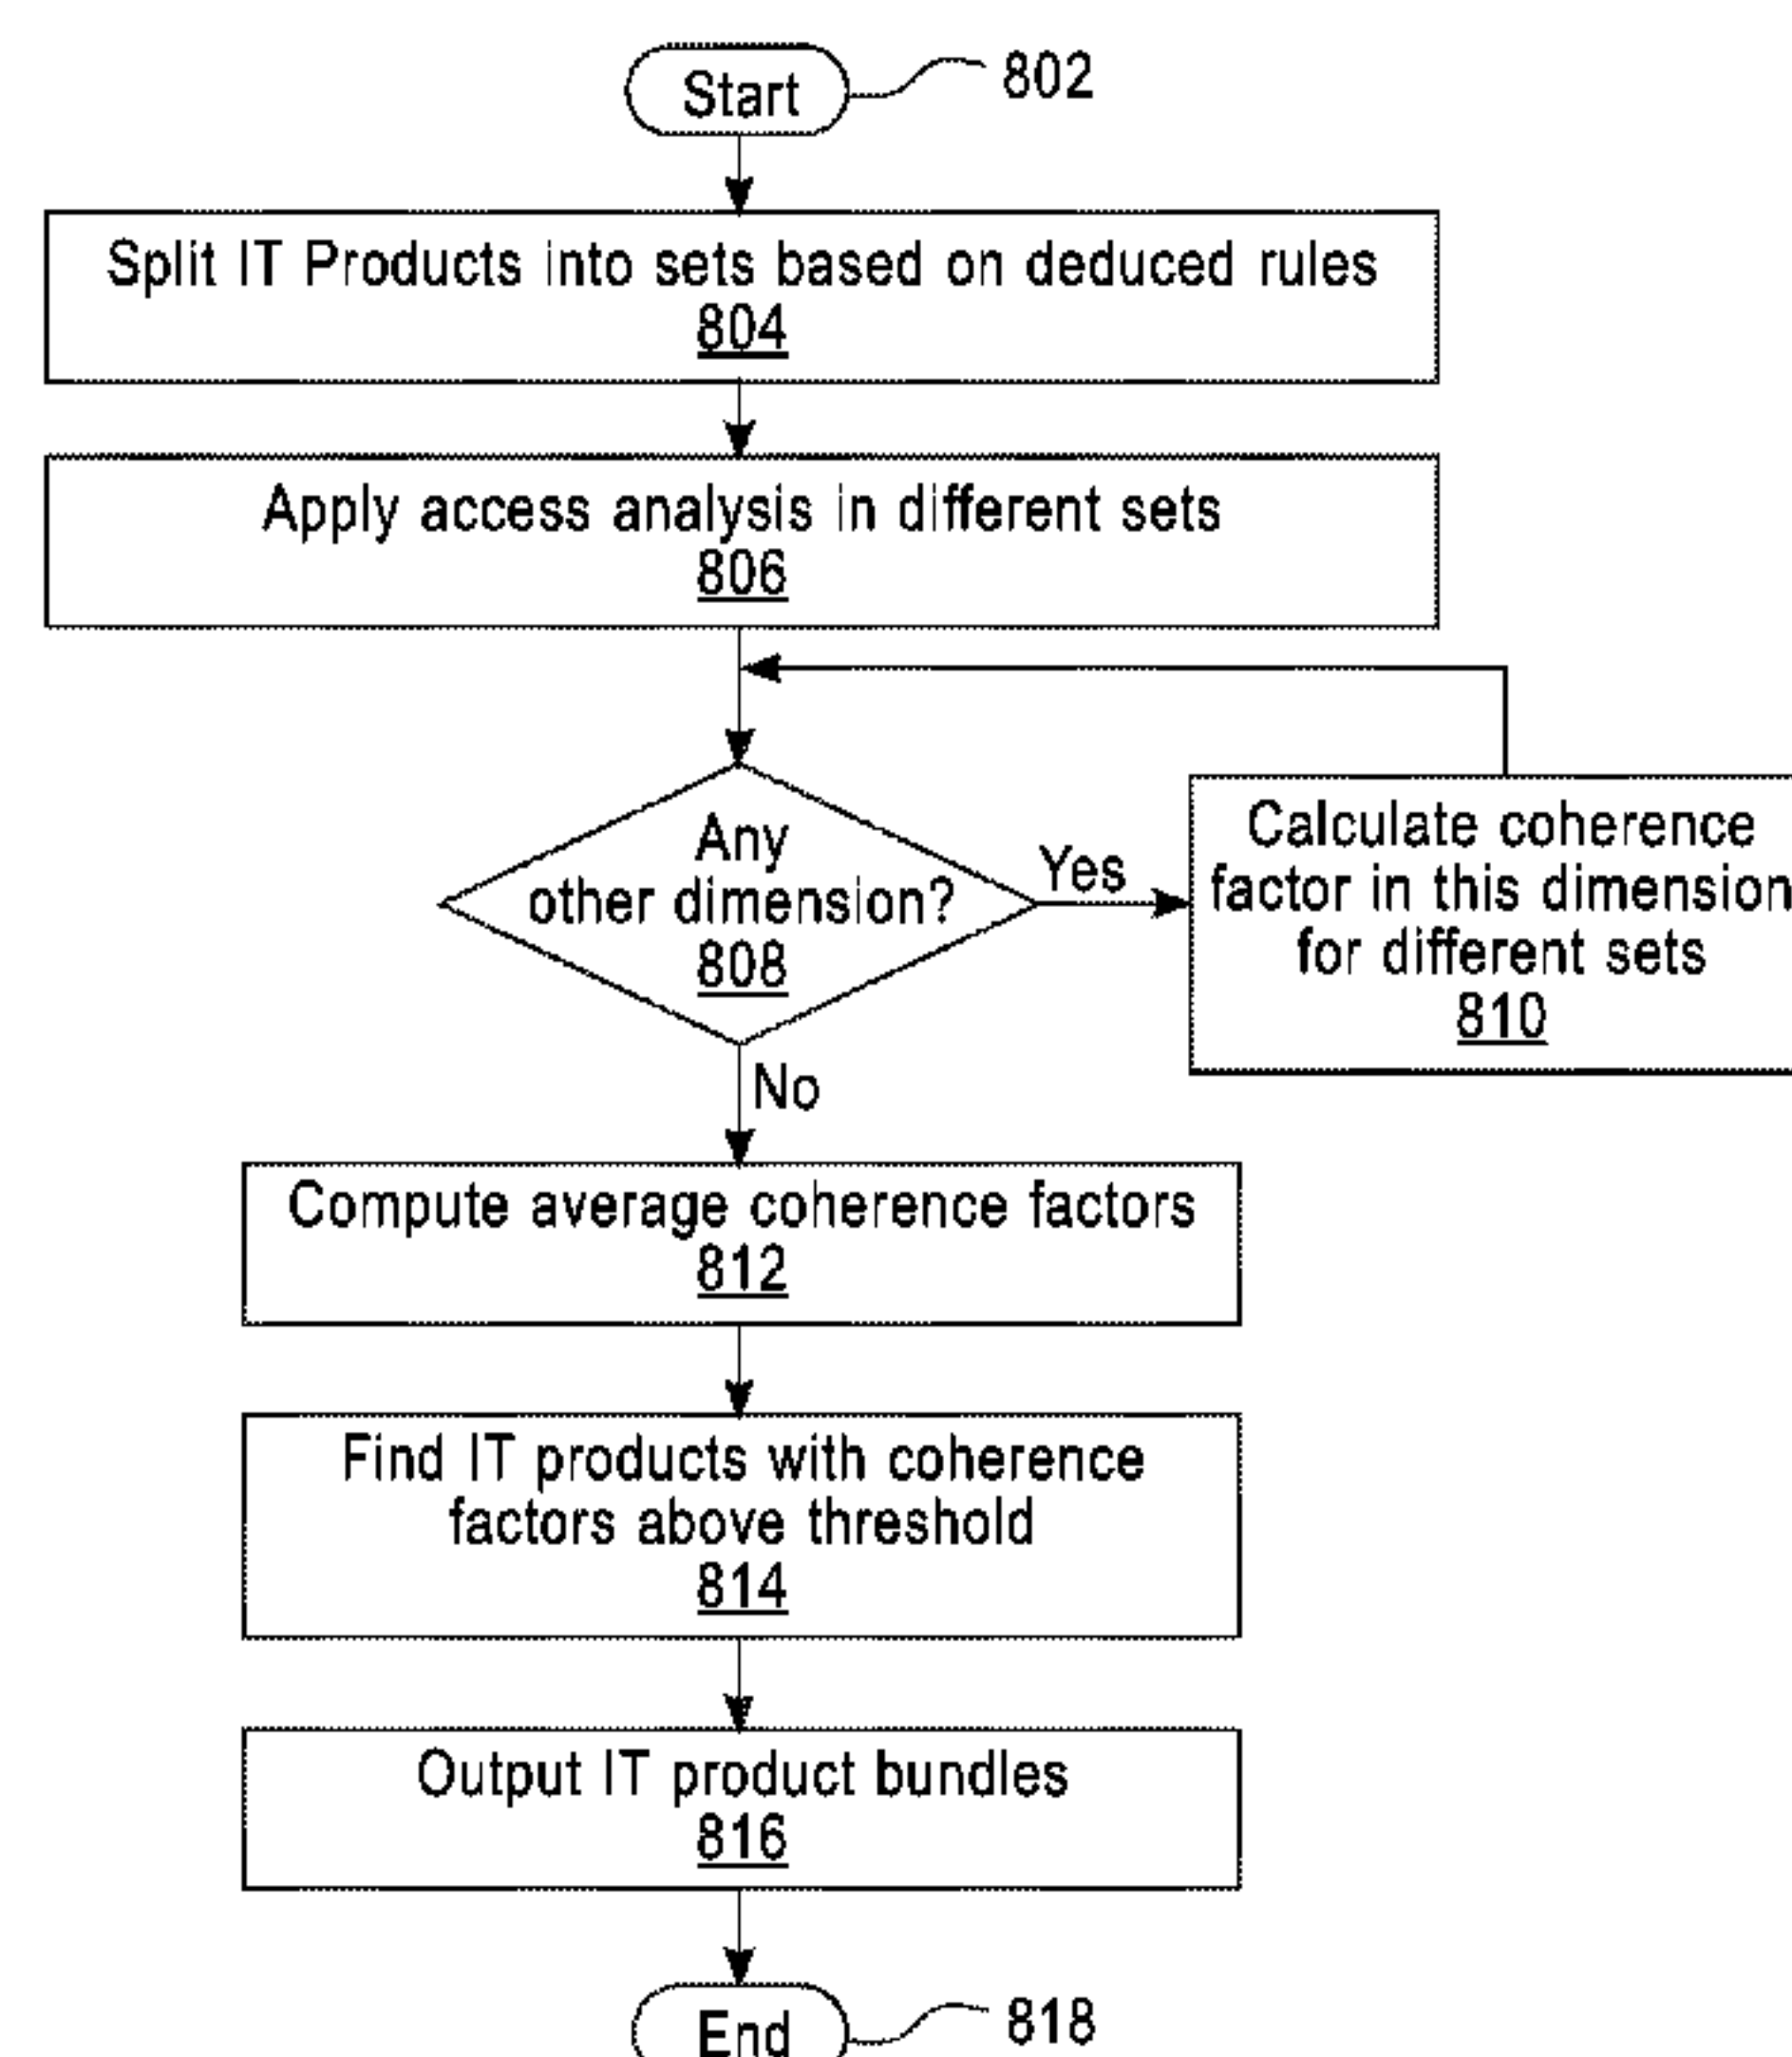 Start
802
Split IT Products into sets based on deduced rules
804
Apply access analysis in different sets
806
Any
other dimension?
808
Yes
Calculate coherence
factor in this dimension
for different sets
810
No
Compute average coherence factors
812
Find IT products with coherence
factors above threshold
814
Output IT product bundles
816
End
818